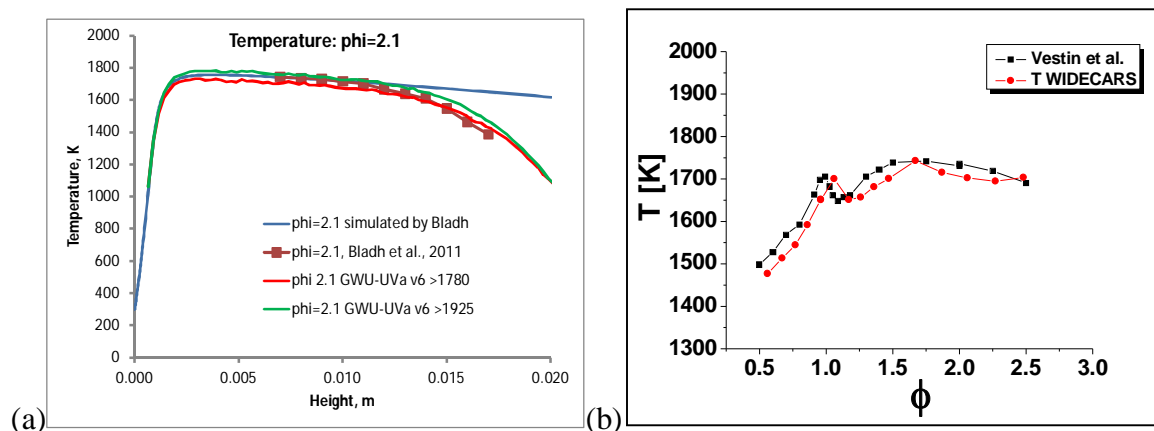 Temperature: phi=2.1
Temperature, K
2000
1800
1600
1400
1200
1000
800
600
400
200
0
phi=2.1 simulated by Bladh
phi=2.1, Bladh et al., 2011
phi 2.1 GWU-UVa v6 >1780
phi=2.1 GWU-UVa v6 >1925
0.000 0.005 0.010 0.015 0.020
Height, m
(a)
T [K]
2000
1900
1800
1700
1600
1500
1400
1300
Vestin et al.
T WIDECARS
0.5 1.0 1.5 2.0 2.5 3.0
ϕ
(b)